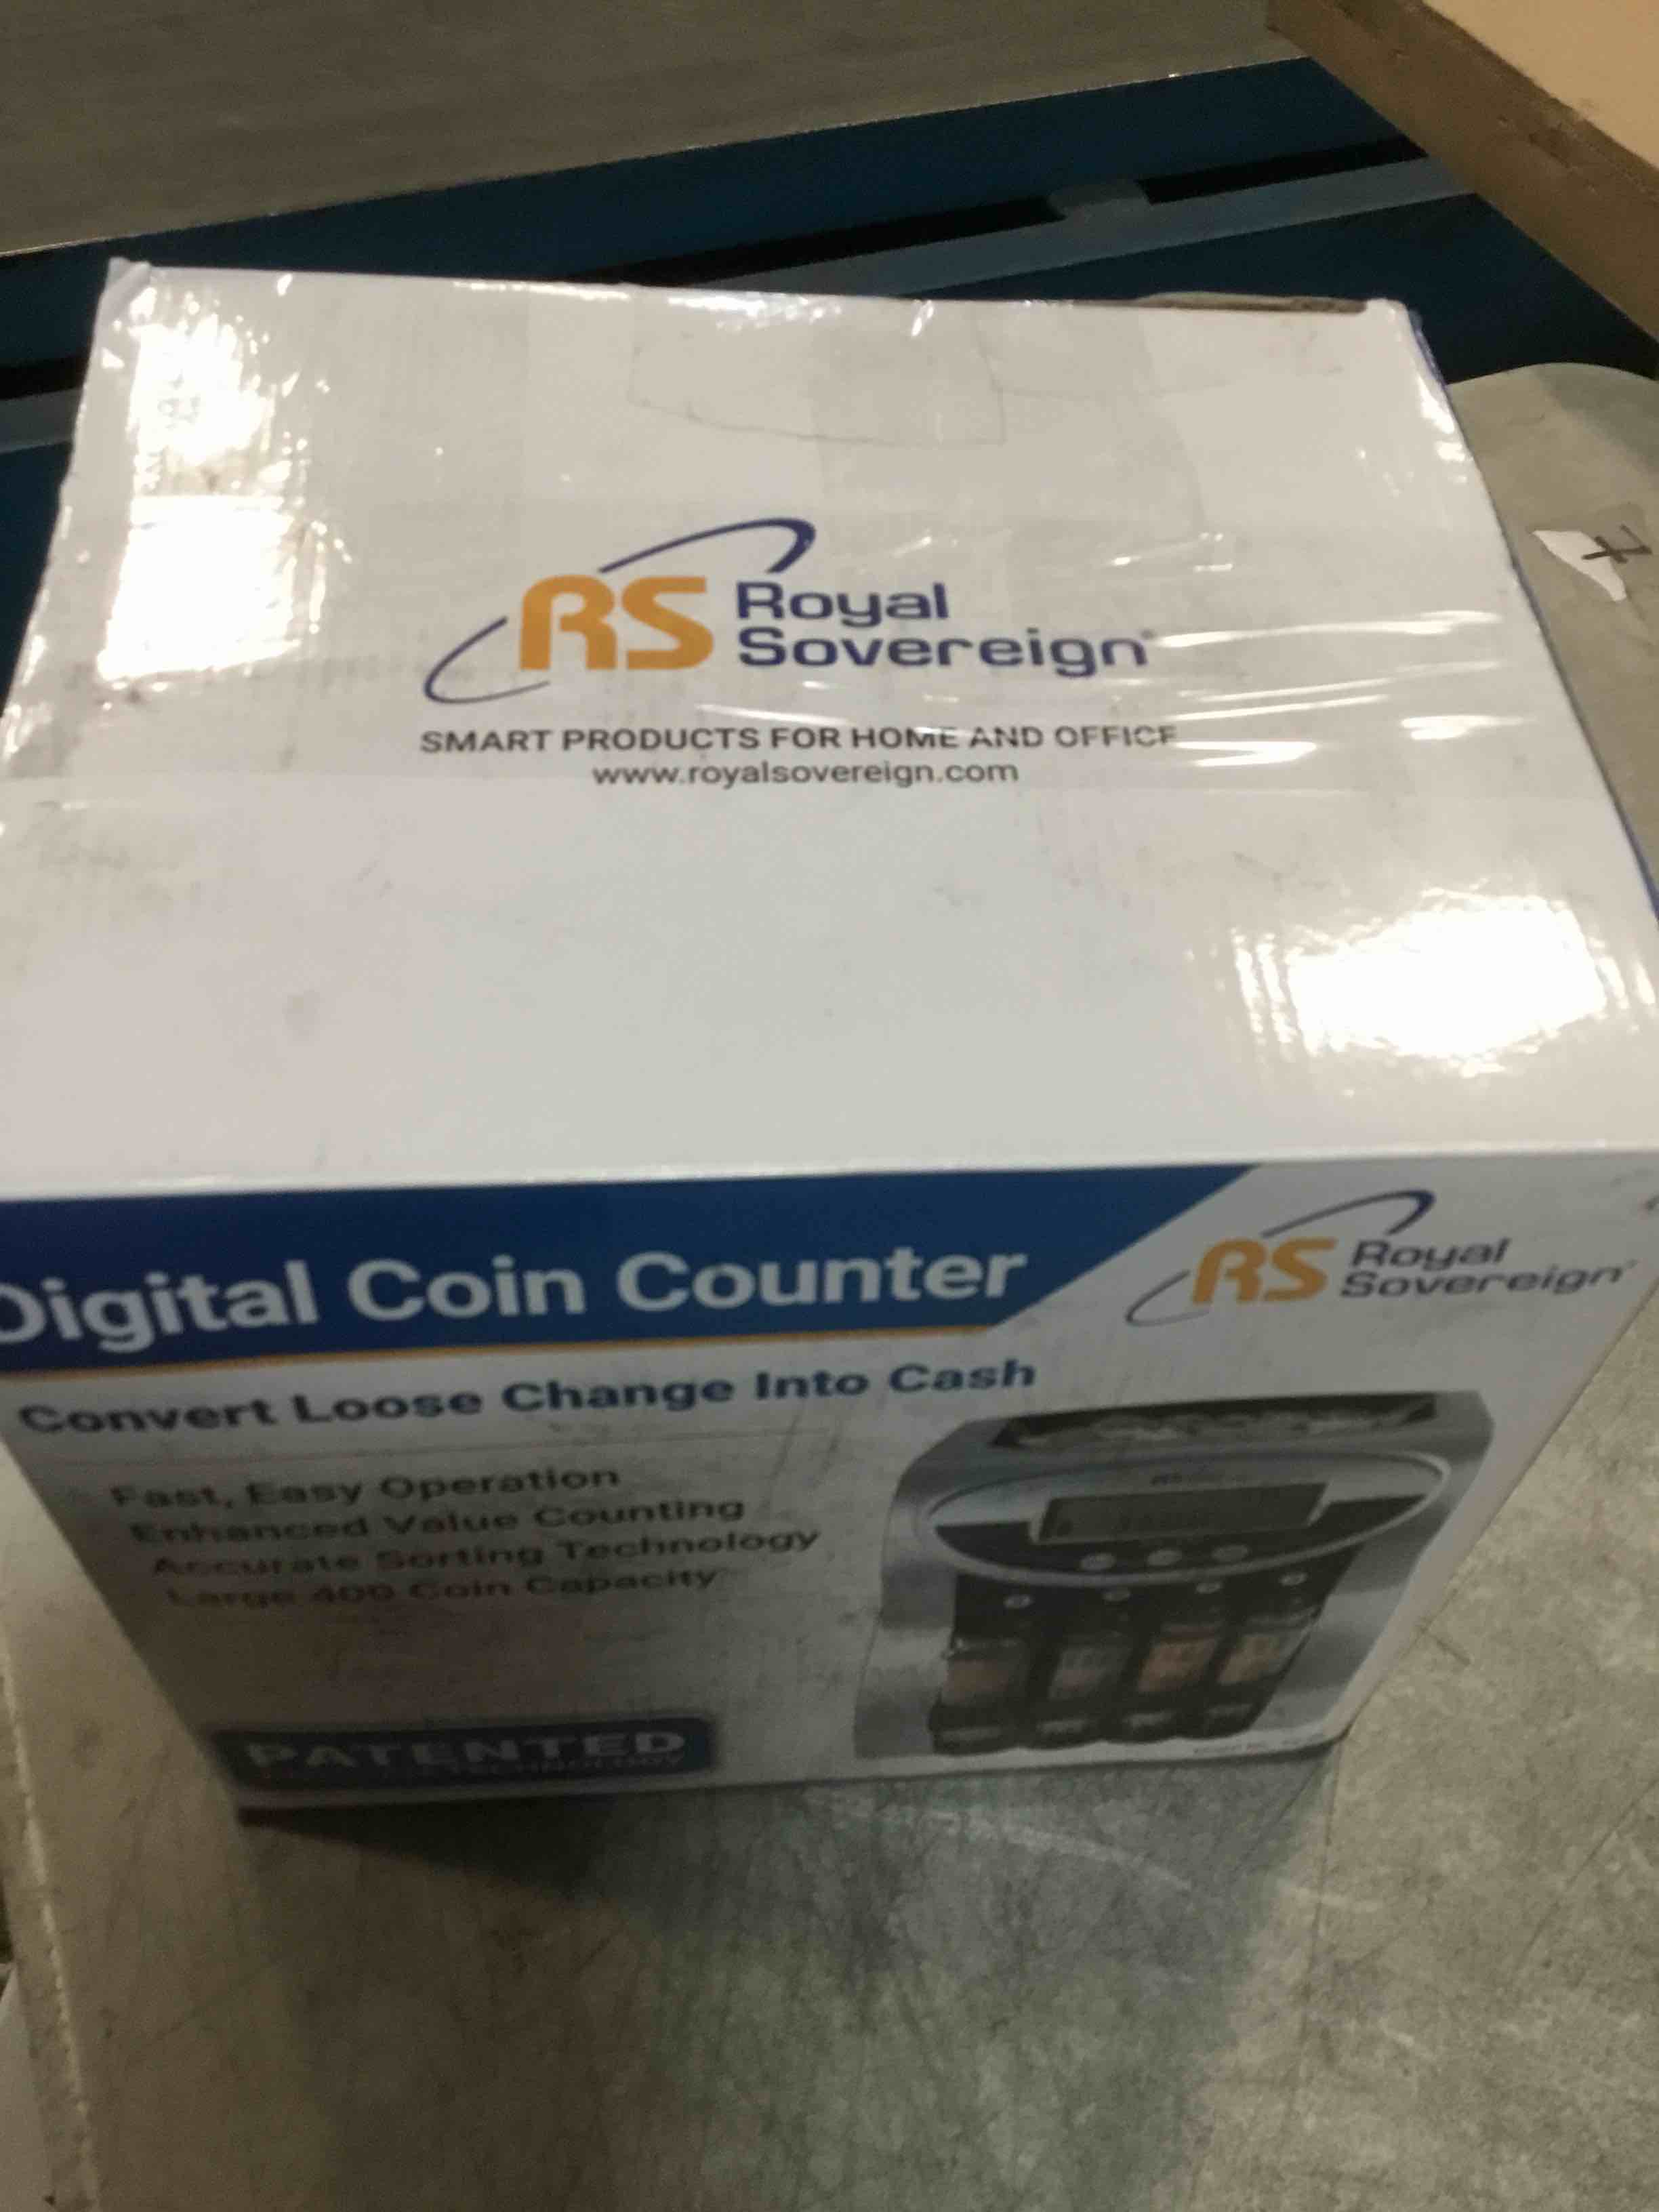 RS Royal
Sovereign®
SMART PRODUCTS FOR HOME AND OFFICE
www.royalsovereign.com
Digital Coin Counter
RS Royal
Sovereign®
Convert Loose Change Into Cash
Fast, Easy Operation
Enhanced Value Counting
Accurate Sorting Technology
Large 400 Coin Capacity
PATENTED
TECHNOLOGY